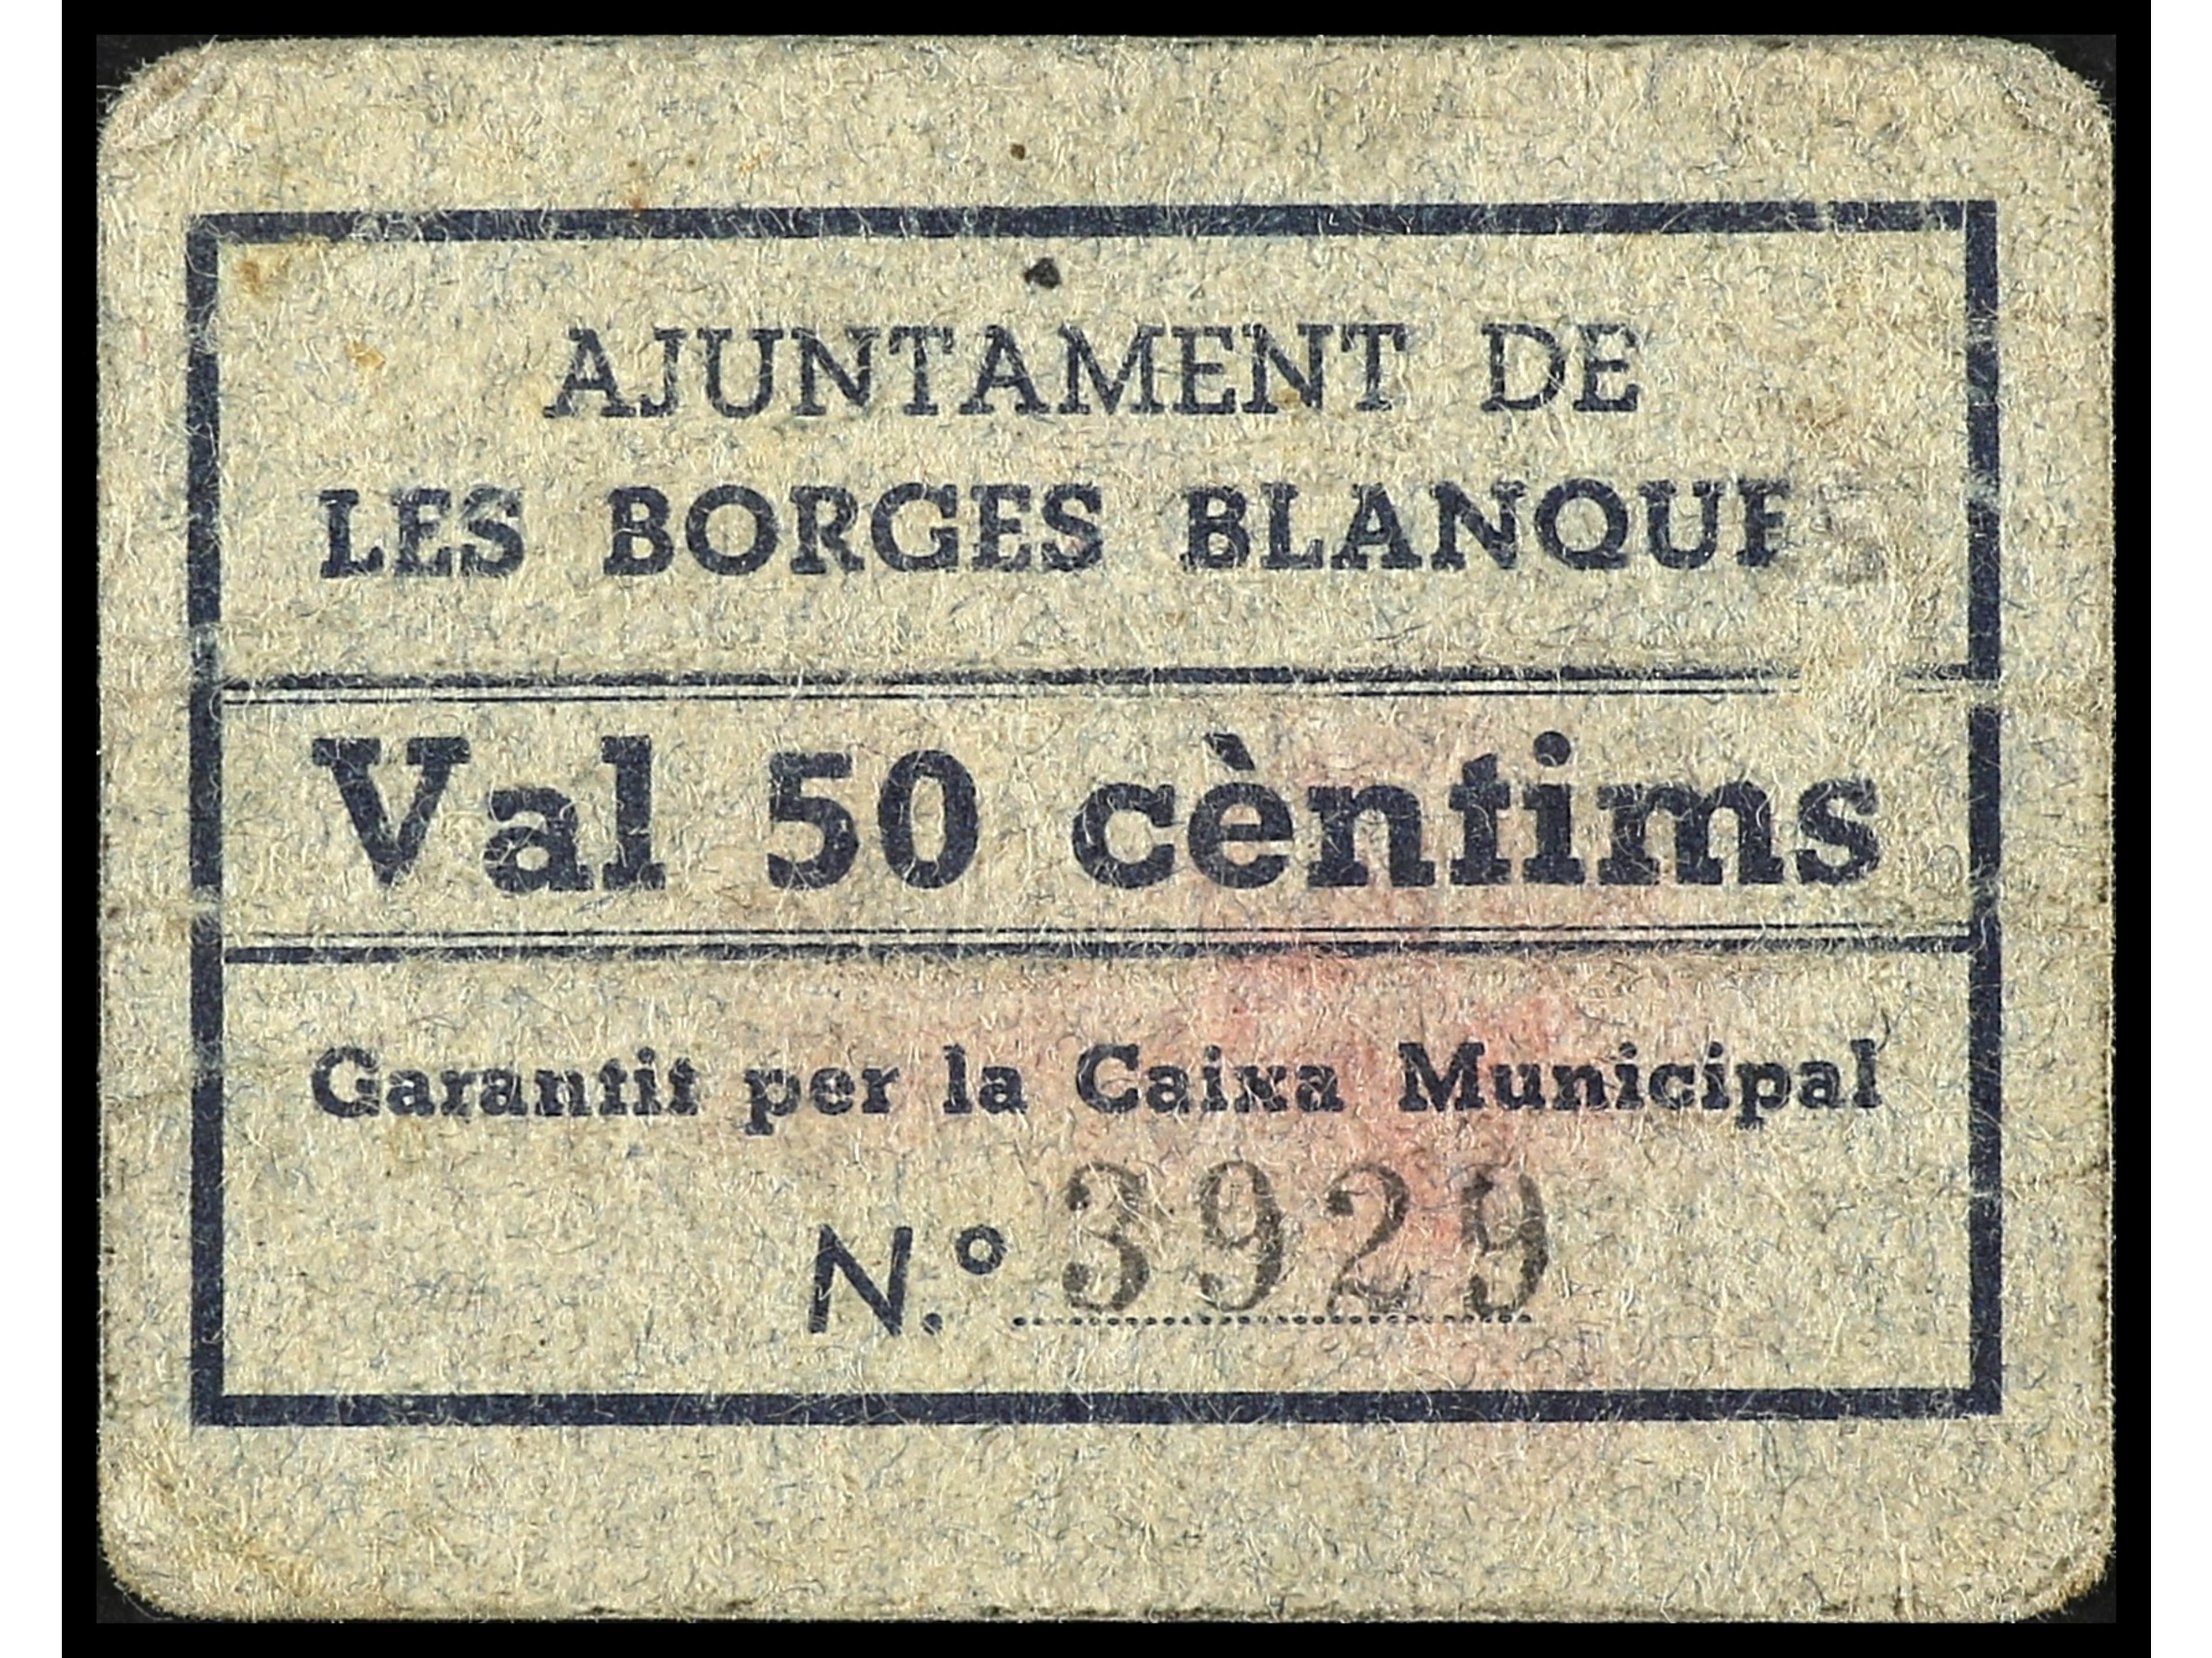 AJUNTAMENT DE
LES BORGES BLANQUE
Val 50 cèntims
Garantit per la Caixa Municipal
N.º 3929